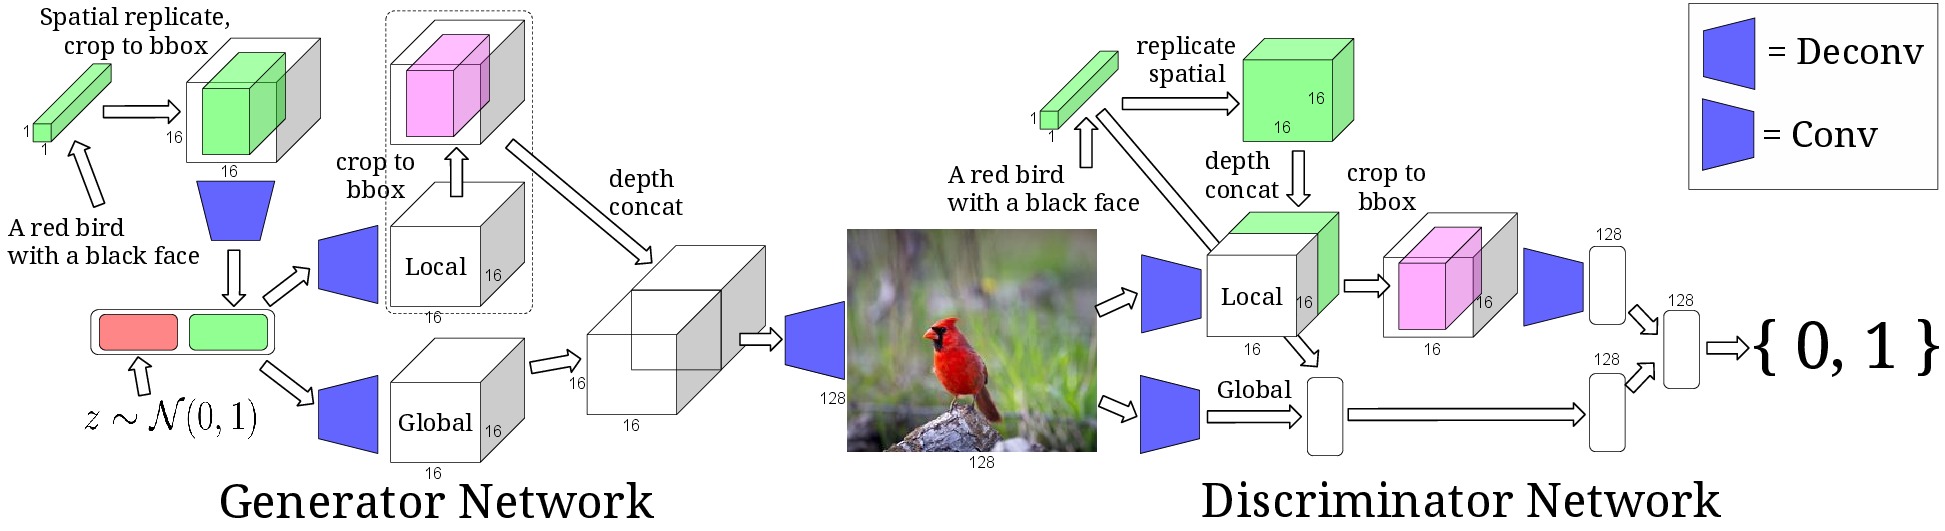 Spatial replicate,
crop to bbox
1
1
16
16
A red bird
with a black face
z ∼ 𝒩(0, 1)
crop to
bbox
Local
16
16
Global
16
16
depth
concat
16
16
128
128
Generator Network
1
1
replicate
spatial
16
16
A red bird
with a black face
depth
concat
crop to
bbox
Local
16
16
16
16
Global
128
128
128
{ 0, 1 }
Discriminator Network
= Deconv
= Conv